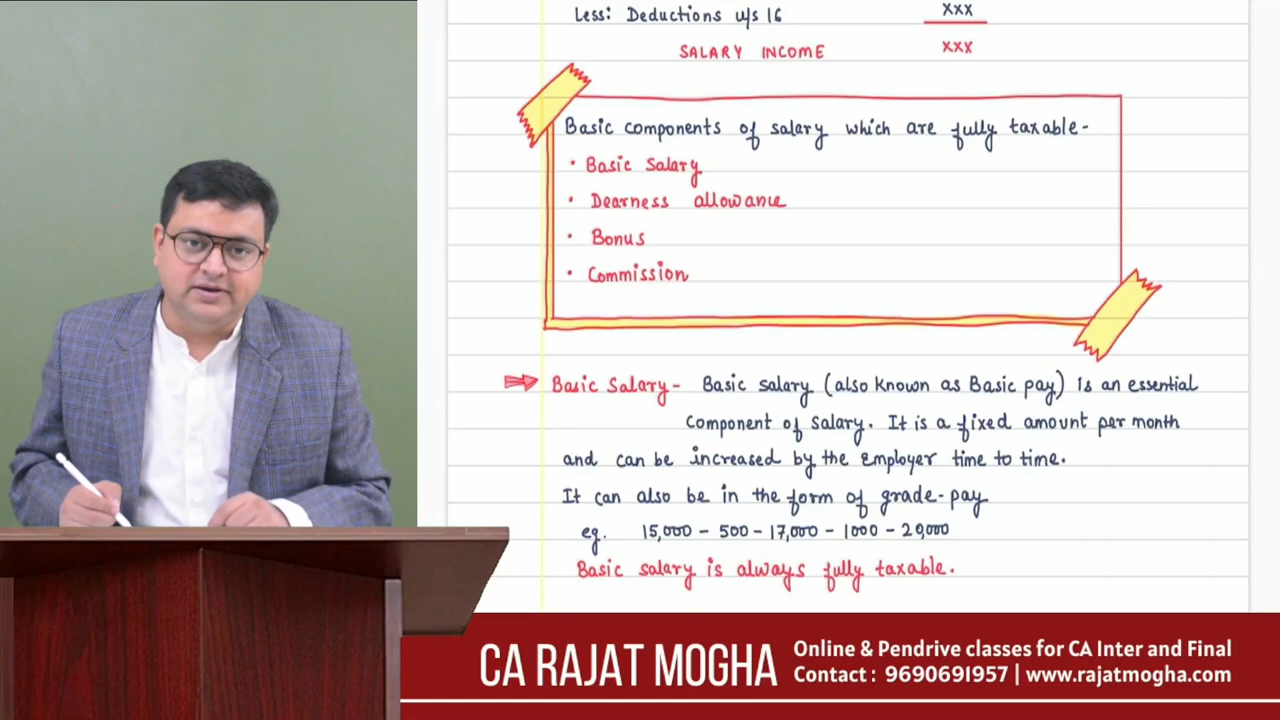 Less: Deductions u/s 16 xxx
SALARY INCOME xxx
Basic components of salary which are fully taxable-
• Basic Salary
• Dearness allowance
• Bonus
• Commission
Basic Salary- Basic salary (also known as Basic pay) is an essential
component of salary. It is a fixed amount per month
and can be increased by the employer time to time.
It can also be in the form of grade-pay
eg. 15,000 - 500 - 17,000 - 1000 - 20,000
Basic salary is always fully taxable.
CA RAJAT MOGHA
Online & Pendrive classes for CA Inter and Final
Contact : 9690691957 | www.rajatmogha.com